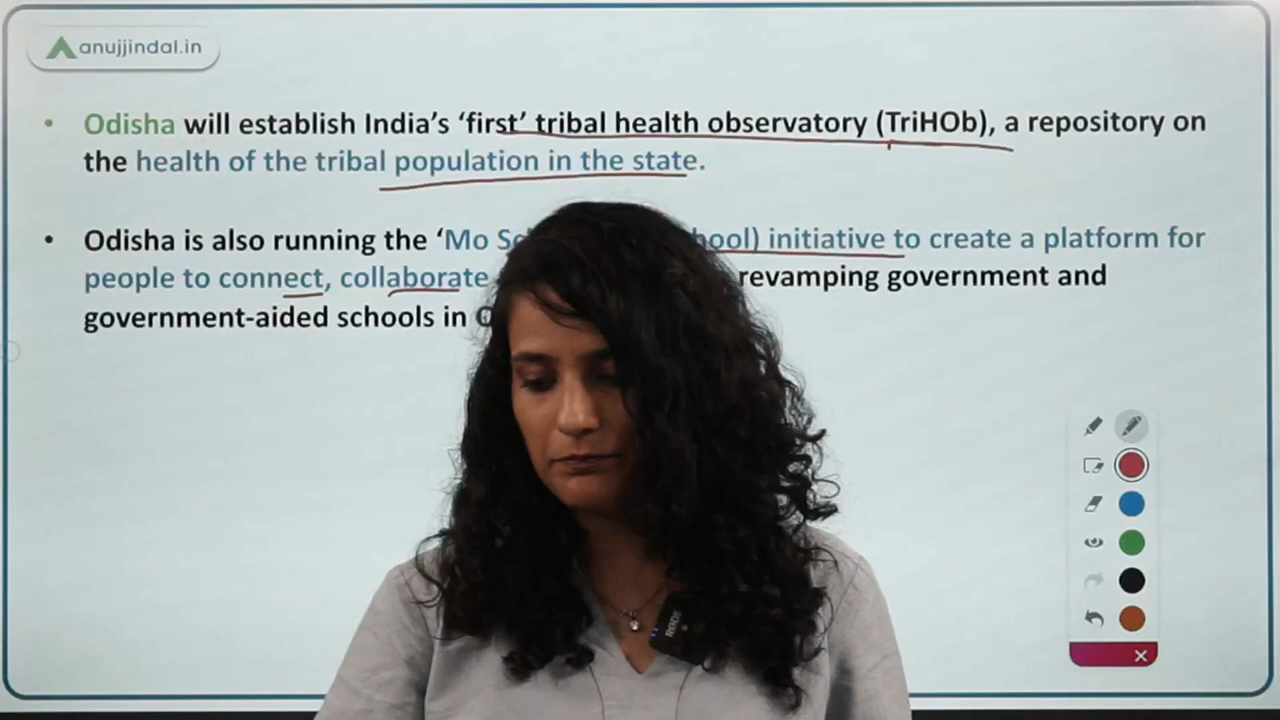 anujjindal.in
• Odisha will establish India's 'first' tribal health observatory (TriHOb), a repository on
the health of the tribal population in the state.
• Odisha is also running the 'Mo hool) initiative to create a platform for
people to connect, collaborate revamping government and
government-aided schools in
RODE